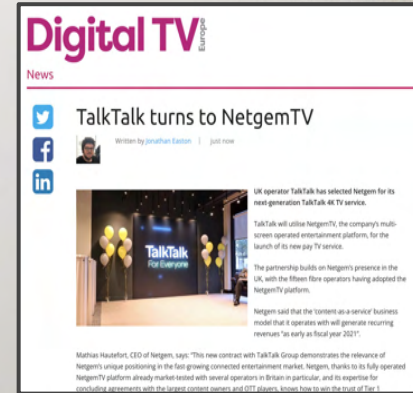 Digital TV Europe
News
TalkTalk turns to NetgemTV
Written by Jonathan Easton | just now
UK operator TalkTalk has selected Netgem for its
next-generation TalkTalk 4K TV service.
TalkTalk will utilise NetgemTV, the company's multi-
screen operated entertainment platform, for the
launch of its new pay TV service.
TalkTalk
For Everyone
The partnership builds on Netgem's presence in the
UK, with the fifteen fibre operators having adopted the
NetgemTV platform.
Netgem said that the 'content-as-a-service' business
model that it operates with will generate recurring
revenues "as early as fiscal year 2021".
Mathias Hautefort, CEO of Netgem, says: "This new contract with TalkTalk Group demonstrates the relevance of
Netgem's unique positioning in the fast-growing connected entertainment market. Netgem, thanks to its fully operated
NetgemTV platform already market-tested with several operators in Britain in particular, and its expertise for
concluding agreements with the largest content owners and OTT players, knows how to win the trust of Tier 1